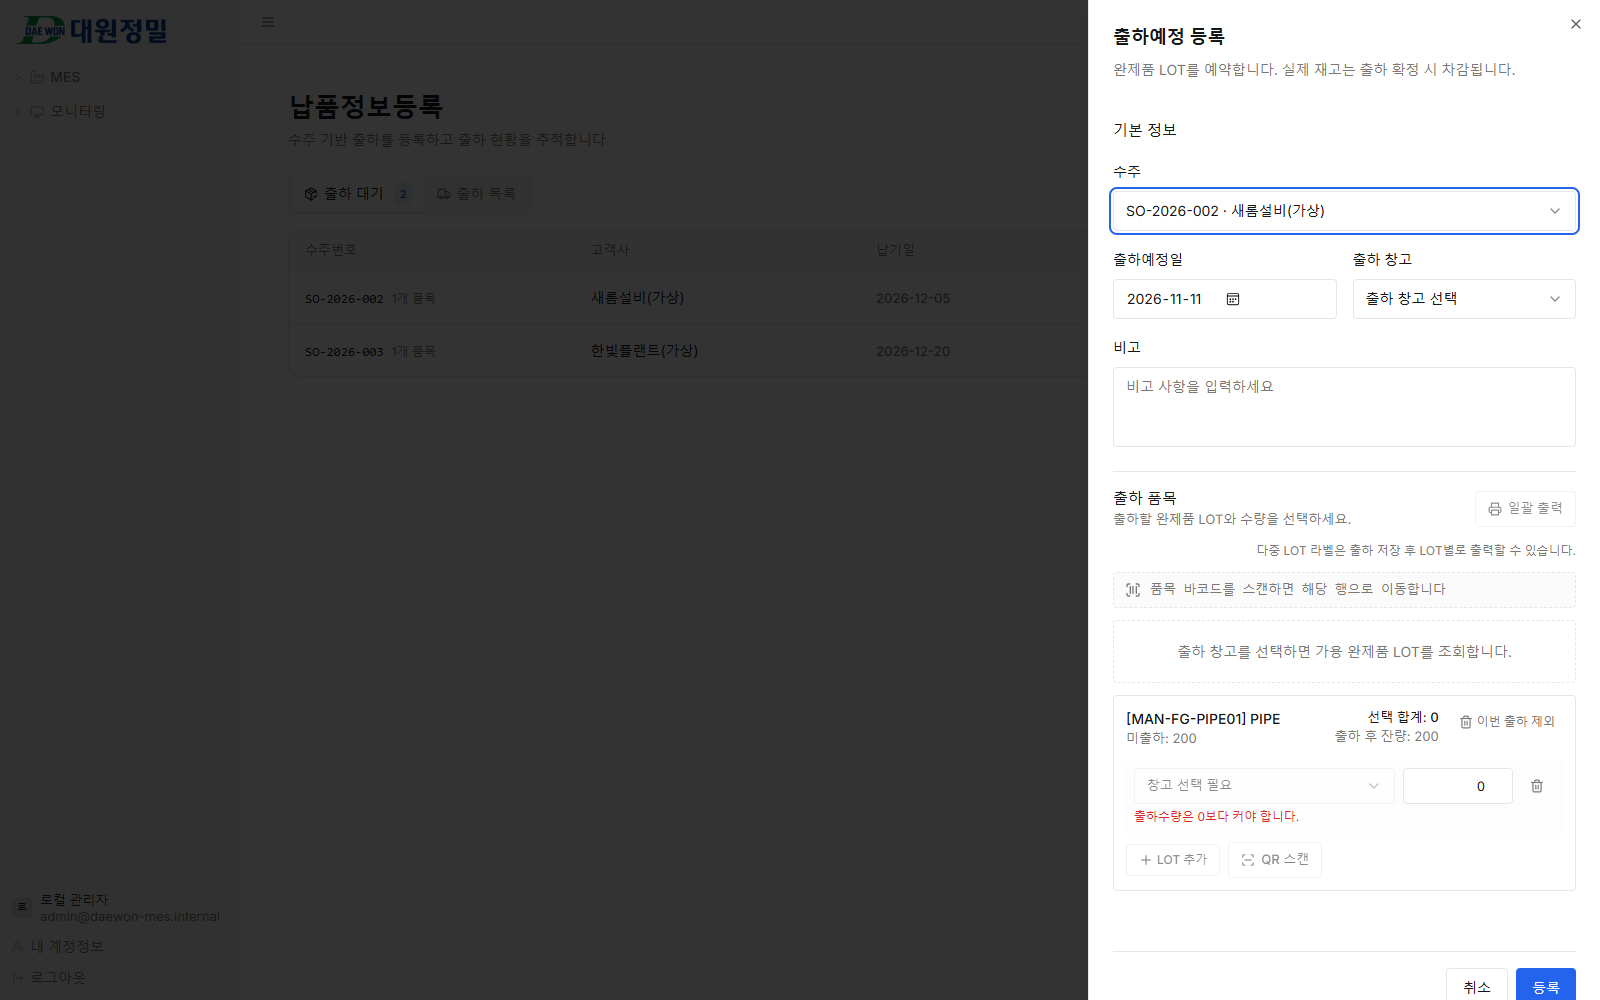 DAE WON 대원정밀
MES
모니터링
납품정보등록
수주 기반 출하를 등록하고 출하 현황을 추적합니다
출하 대기 2 출하 목록
수주번호 고객사 납기일
SO-2026-002 1개 품목 새롬설비(가상) 2026-12-05
SO-2026-003 1개 품목 한빛플랜트(가상) 2026-12-20
로 로컬 관리자
admin@daewon-mes.internal
내 계정정보
로그아웃
출하예정 등록
완제품 LOT를 예약합니다. 실제 재고는 출하 확정 시 차감됩니다.
기본 정보
수주
SO-2026-002 · 새롬설비(가상)
출하예정일 출하 창고
2026-11-11 출하 창고 선택
비고
비고 사항을 입력하세요
출하 품목
출하할 완제품 LOT와 수량을 선택하세요.
일괄 출력
다중 LOT 라벨은 출하 저장 후 LOT별로 출력할 수 있습니다.
품목 바코드를 스캔하면 해당 행으로 이동합니다
출하 창고를 선택하면 가용 완제품 LOT를 조회합니다.
[MAN-FG-PIPE01] PIPE 선택 합계: 0 이번 출하 제외
미출하: 200 출하 후 잔량: 200
창고 선택 필요 0
출하수량은 0보다 커야 합니다.
LOT 추가 QR 스캔
취소 등록